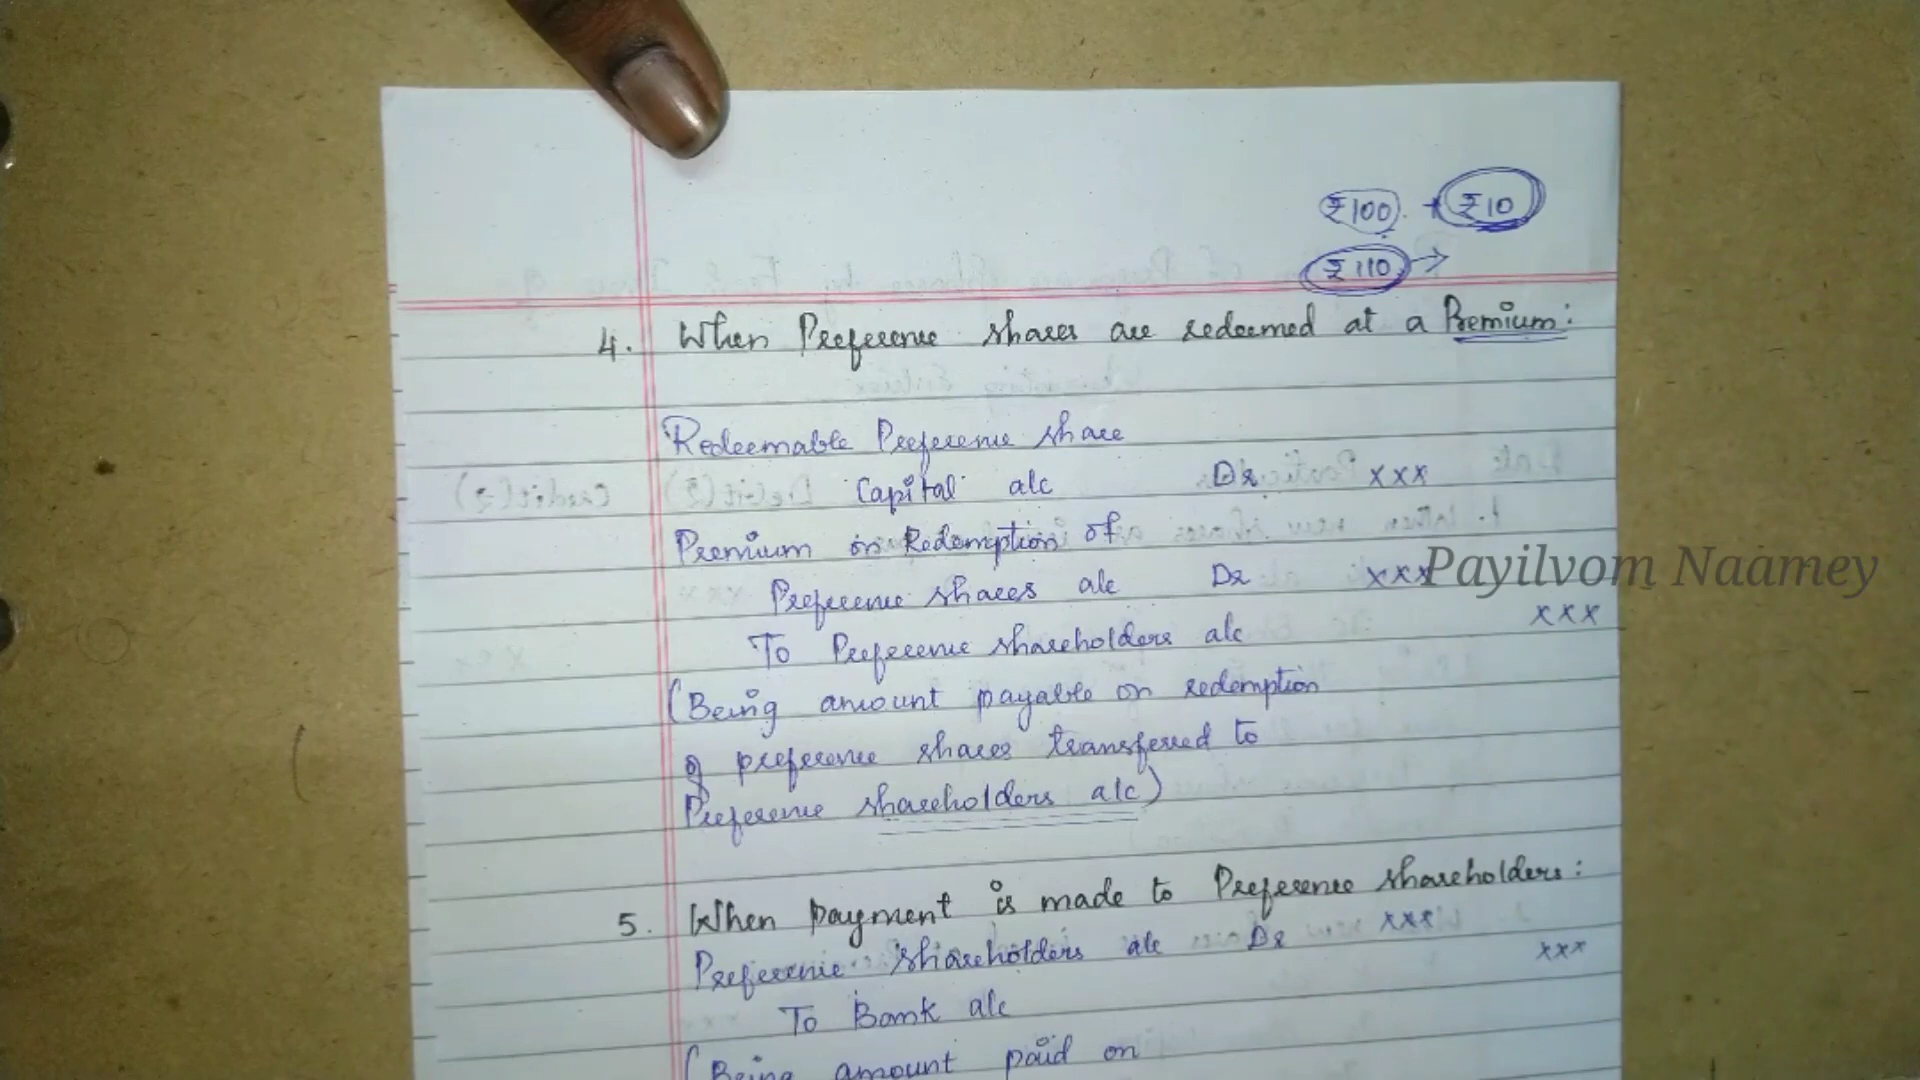 ₹100 + ₹10
₹110 →
4. When Preference shares are redeemed at a Premium:
Redeemable Preference share
Capital a/c Dr xxx
Premium on Redemption of
Preference shares a/c Dr xxx
To Preference shareholders a/c xxx
(Being amount payable on redemption
of preference shares transferred to
Preference shareholders a/c)
5. When payment is made to Preference shareholders:
Preference shareholders a/c Dr xxx
To Bank a/c xxx
(Being amount paid on
Payilvom Naamey